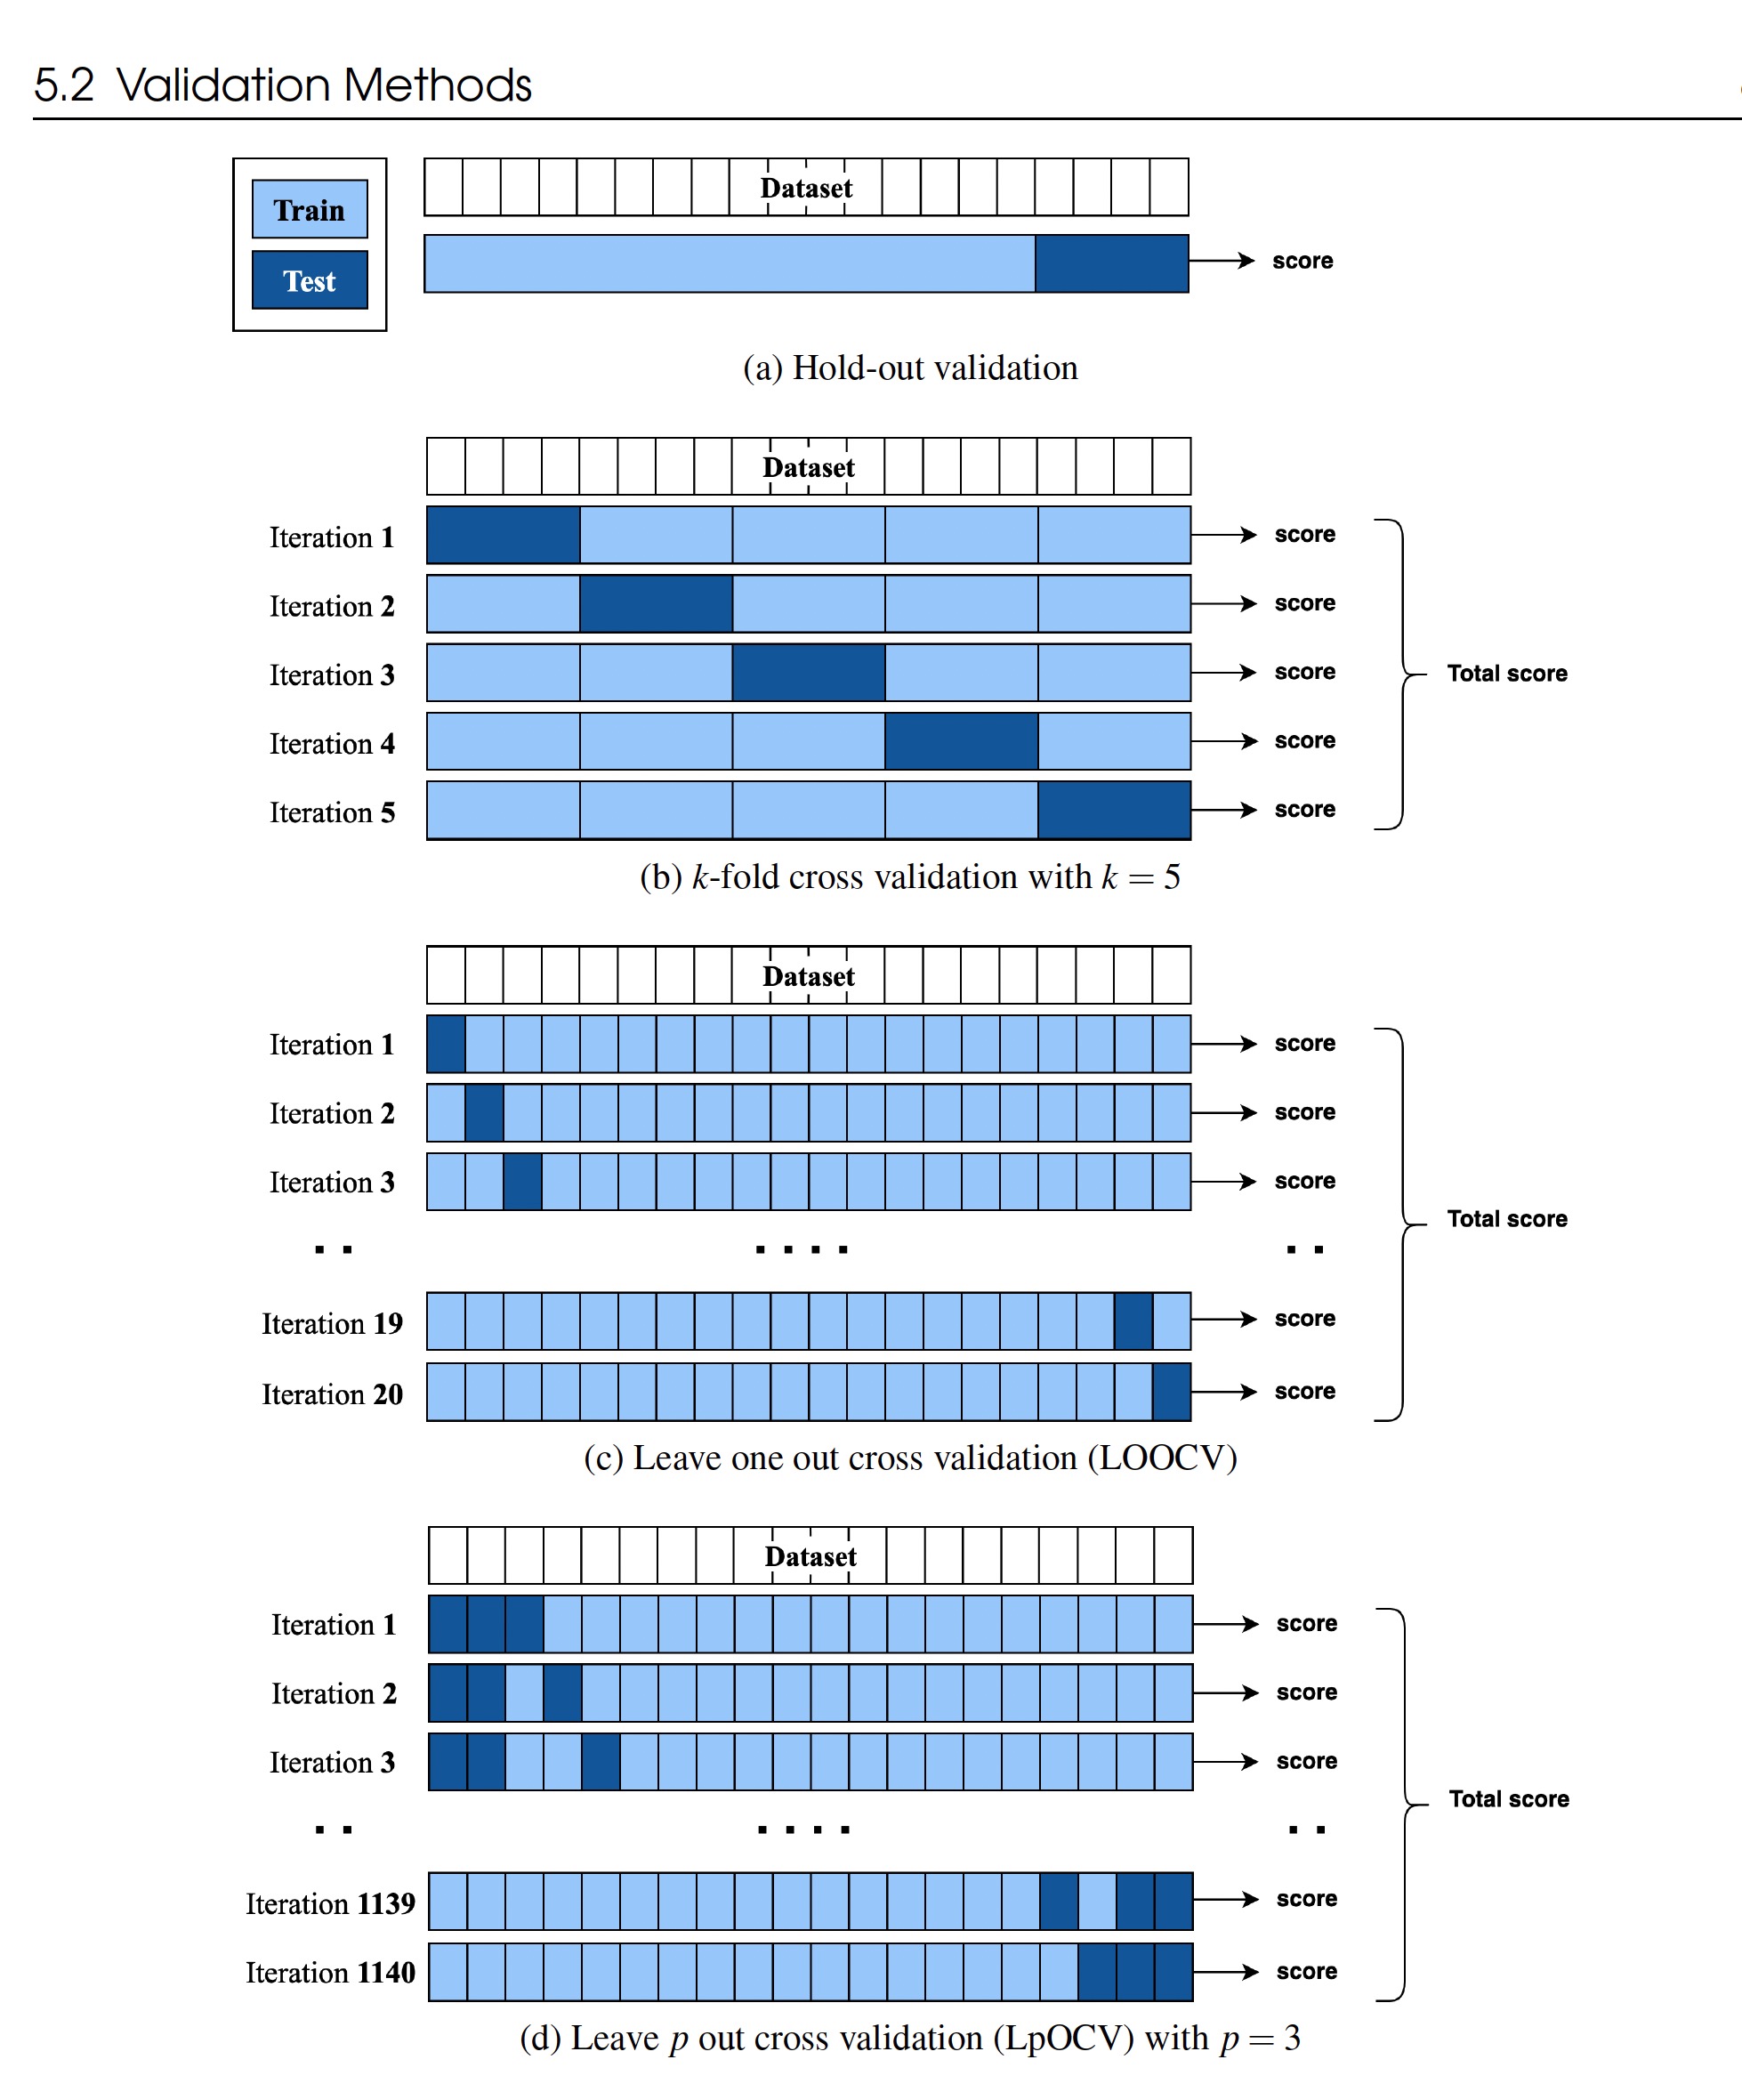 5.2 Validation Methods
Train
Test
Dataset
score
(a) Hold-out validation
Dataset
Iteration 1
score
Iteration 2
score
Iteration 3
score
Iteration 4
score
Iteration 5
score
Total score
(b) k-fold cross validation with k = 5
Dataset
Iteration 1
score
Iteration 2
score
Iteration 3
score
Iteration 19
score
Iteration 20
score
Total score
(c) Leave one out cross validation (LOOCV)
Dataset
Iteration 1
score
Iteration 2
score
Iteration 3
score
Iteration 1139
score
Iteration 1140
score
Total score
(d) Leave p out cross validation (LpOCV) with p = 3